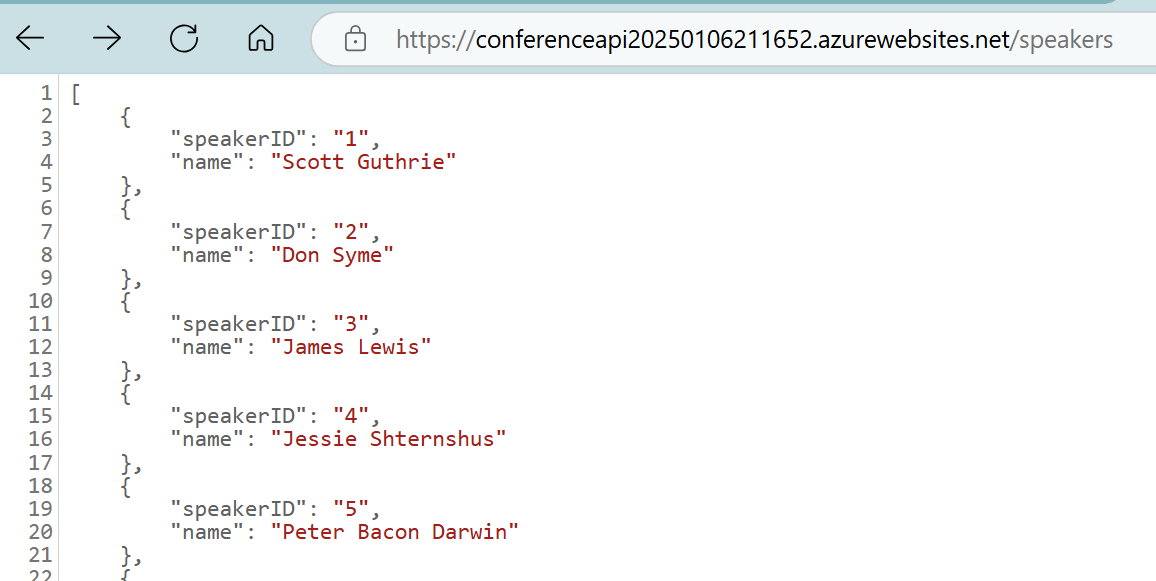 https://conferenceapi20250106211652.azurewebsites.net/speakers
1 [
2     {
3         "speakerID": "1",
4         "name": "Scott Guthrie"
5     },
6     {
7         "speakerID": "2",
8         "name": "Don Syme"
9     },
10     {
11         "speakerID": "3",
12         "name": "James Lewis"
13     },
14     {
15         "speakerID": "4",
16         "name": "Jessie Shternshus"
17     },
18     {
19         "speakerID": "5",
20         "name": "Peter Bacon Darwin"
21     },
22     {